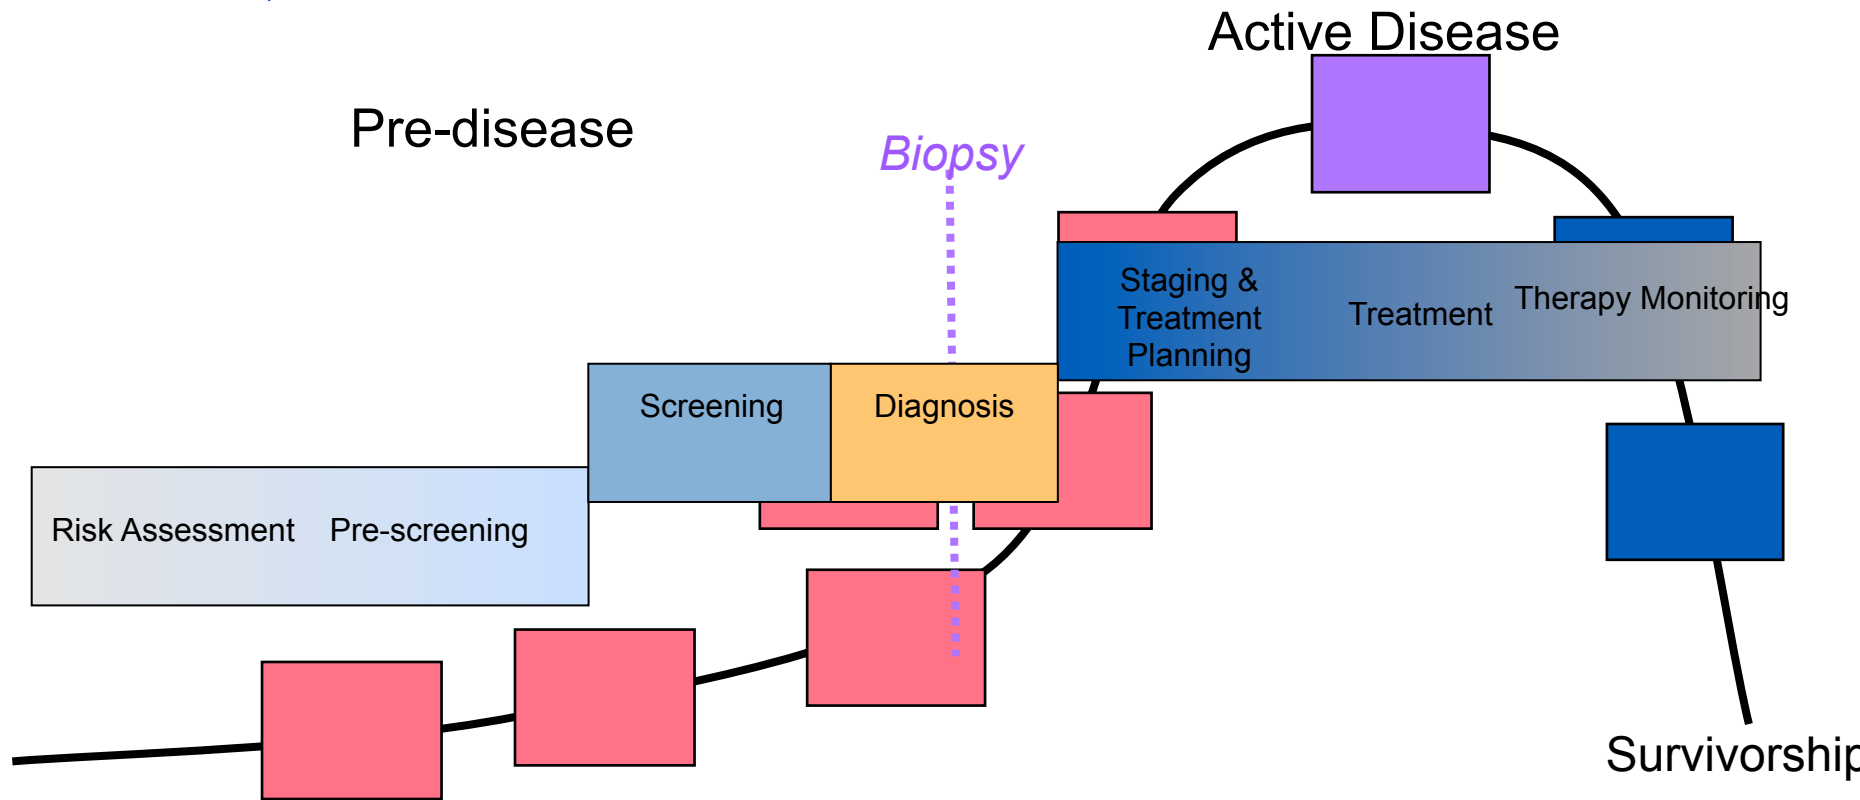 Active Disease
Pre-disease
Biopsy
Staging &
Treatment
Planning
Treatment
Therapy Monitoring
Screening
Diagnosis
Risk Assessment
Pre-screening
Survivorship